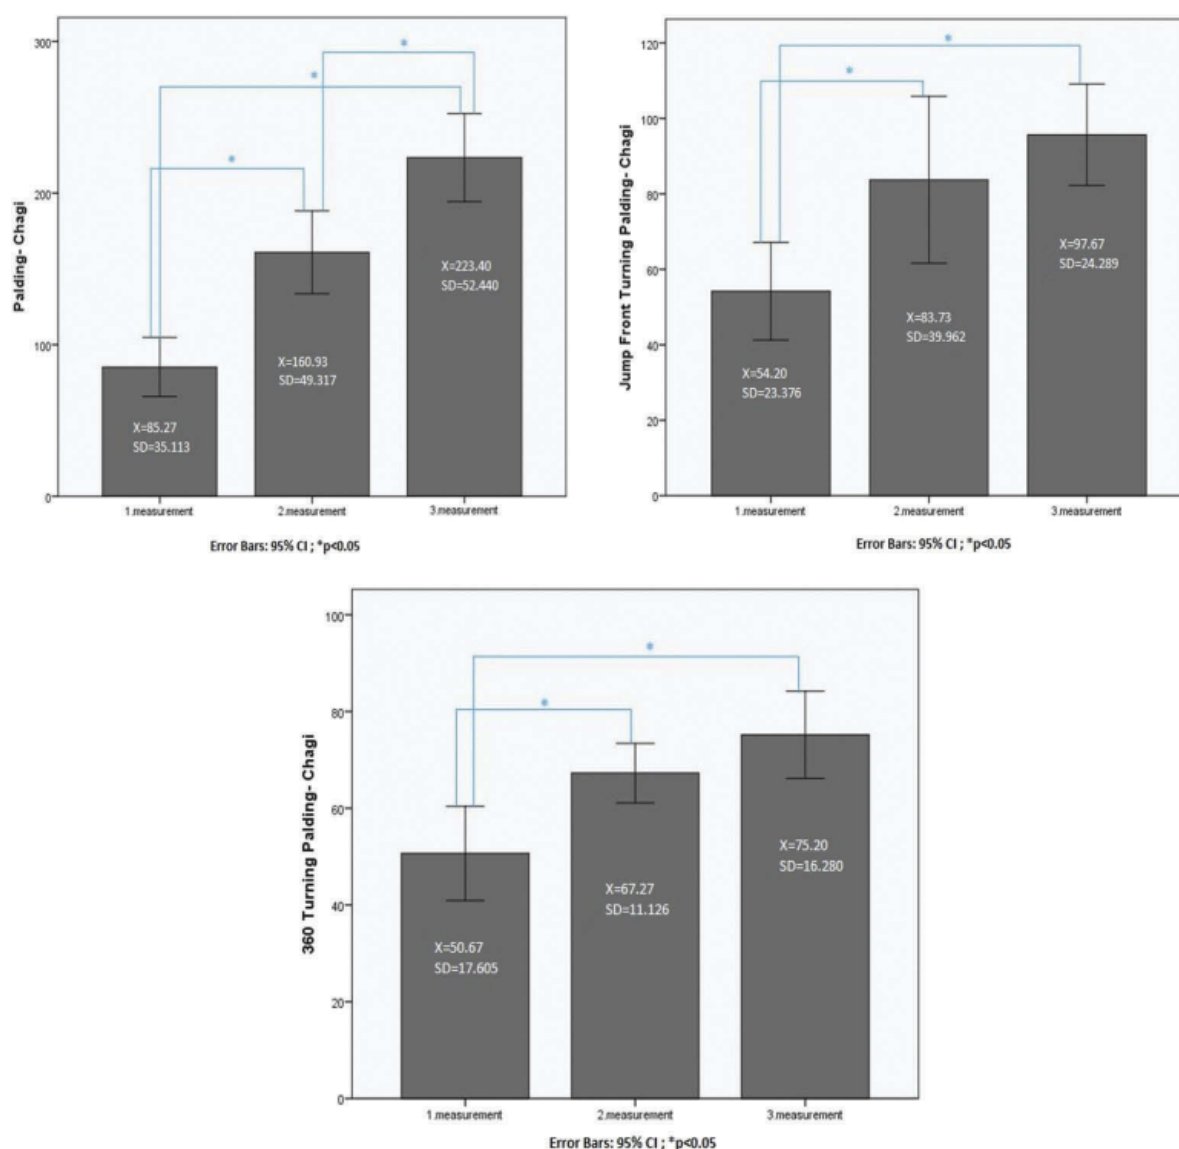 Palding- Chagi
300
200
100
0
X=85.27
SD=35.113
X=160.93
SD=49.317
X=223.40
SD=52.440
1.measurement
2.measurement
3.measurement
Error Bars: 95% CI ; *p<0.05
Jump Front Turning Palding- Chagi
120
100
80
60
40
20
0
X=54.20
SD=23.376
X=83.73
SD=39.962
X=97.67
SD=24.289
1.measurement
2.measurement
3.measurement
Error Bars: 95% CI ; *p<0.05
360 Turning Palding- Chagi
100
80
60
40
20
0
X=50.67
SD=17.605
X=67.27
SD=11.126
X=75.20
SD=16.280
1.measurement
2.measurement
3.measurement
Error Bars: 95% CI ; *p<0.05